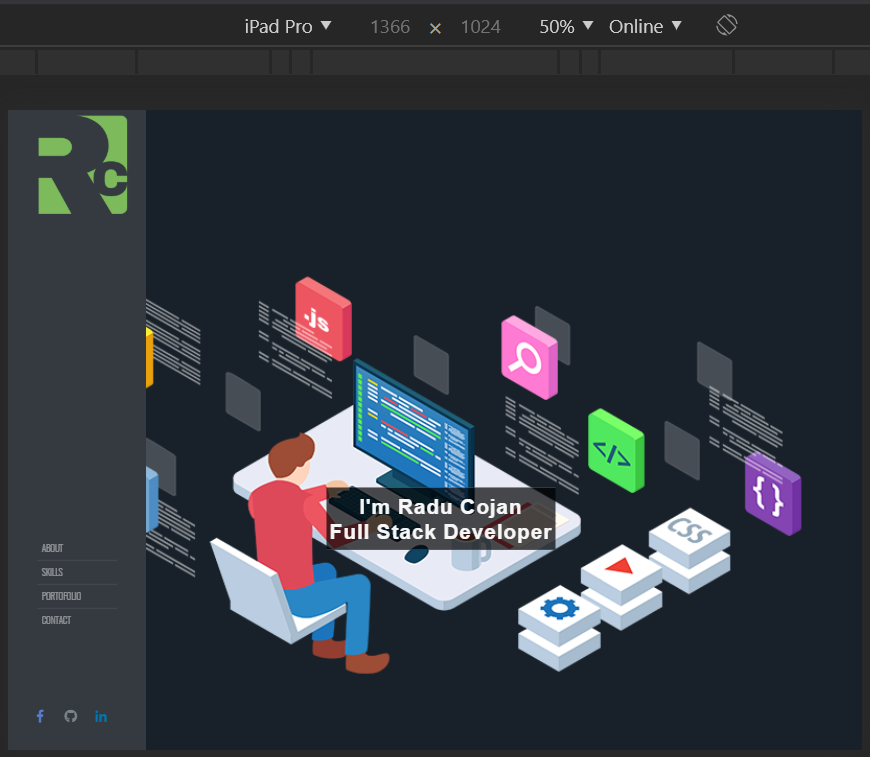 iPad Pro ▼ 1366 × 1024 50% ▼ Online ▼
Rc
.js
</>
{}
CSS
I'm Radu Cojan
Full Stack Developer
ABOUT
SKILLS
PORTOFOLIO
CONTACT
f in